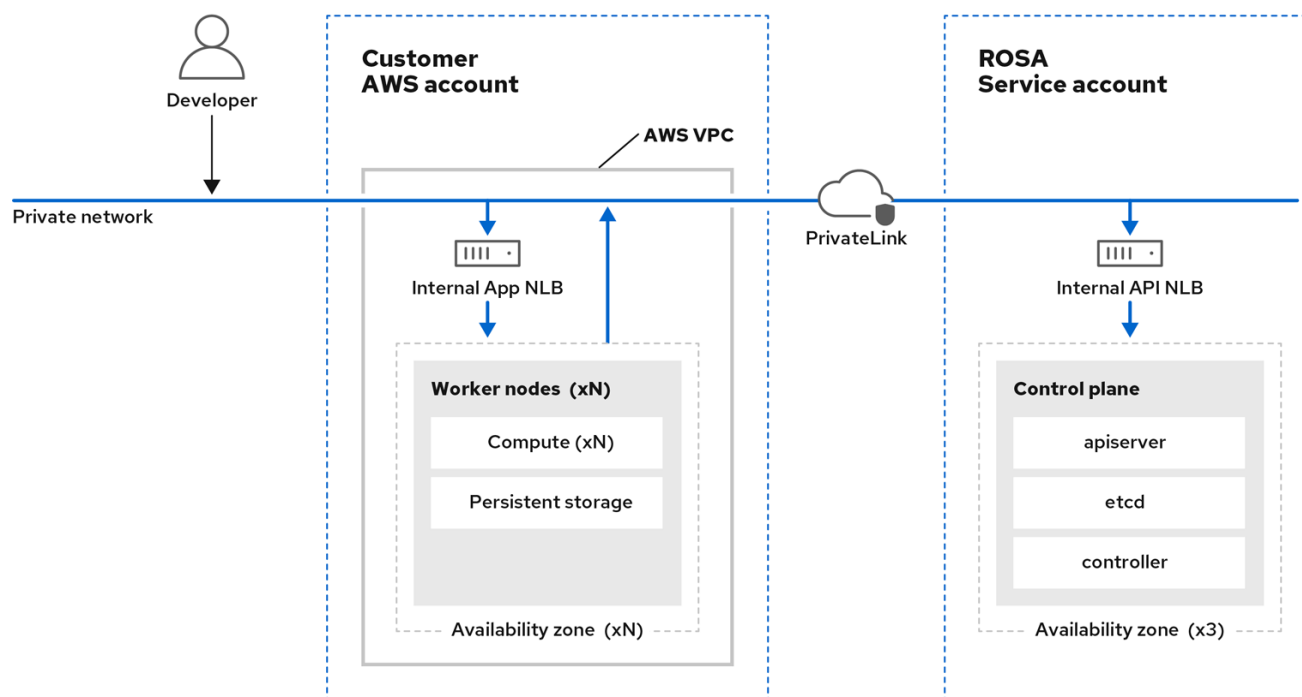 Developer
Private network
Customer
AWS account
AWS VPC
Internal App NLB
Worker nodes (xN)
Compute (xN)
Persistent storage
Availability zone (xN)
PrivateLink
ROSA
Service account
Internal API NLB
Control plane
apiserver
etcd
controller
Availability zone (x3)